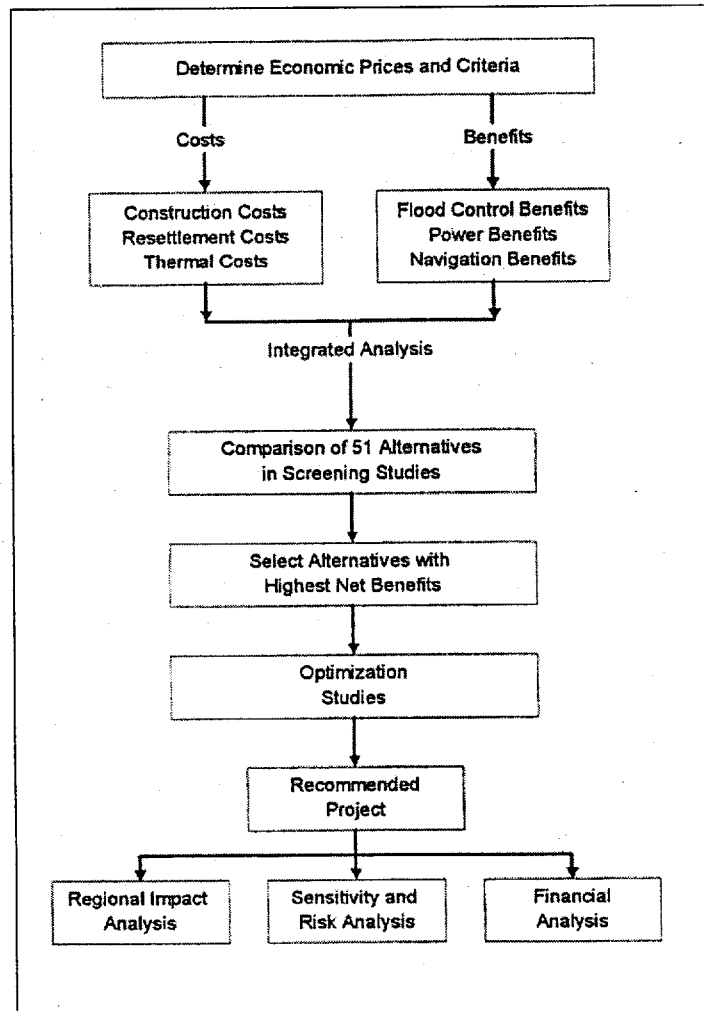 Determine Economic Prices and Criteria
Costs
Benefits
Construction Costs
Resettlement Costs
Thermal Costs
Flood Control Benefits
Power Benefits
Navigation Benefits
Integrated Analysis
Comparison of 51 Alternatives
in Screening Studies
Select Alternatives with
Highest Net Benefits
Optimization
Studies
Recommended
Project
Regional Impact
Analysis
Sensitivity and
Risk Analysis
Financial
Analysis